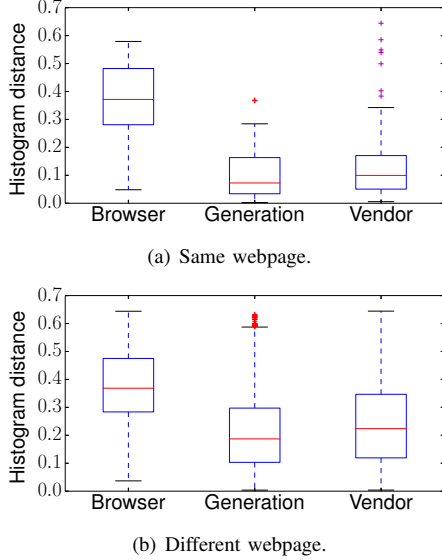 0.7
0.6
0.5
0.4
0.3
0.2
0.1
0.0
Histogram distance
Browser Generation Vendor
(a) Same webpage.
0.7
0.6
0.5
0.4
0.3
0.2
0.1
0.0
Histogram distance
Browser Generation Vendor
(b) Different webpage.